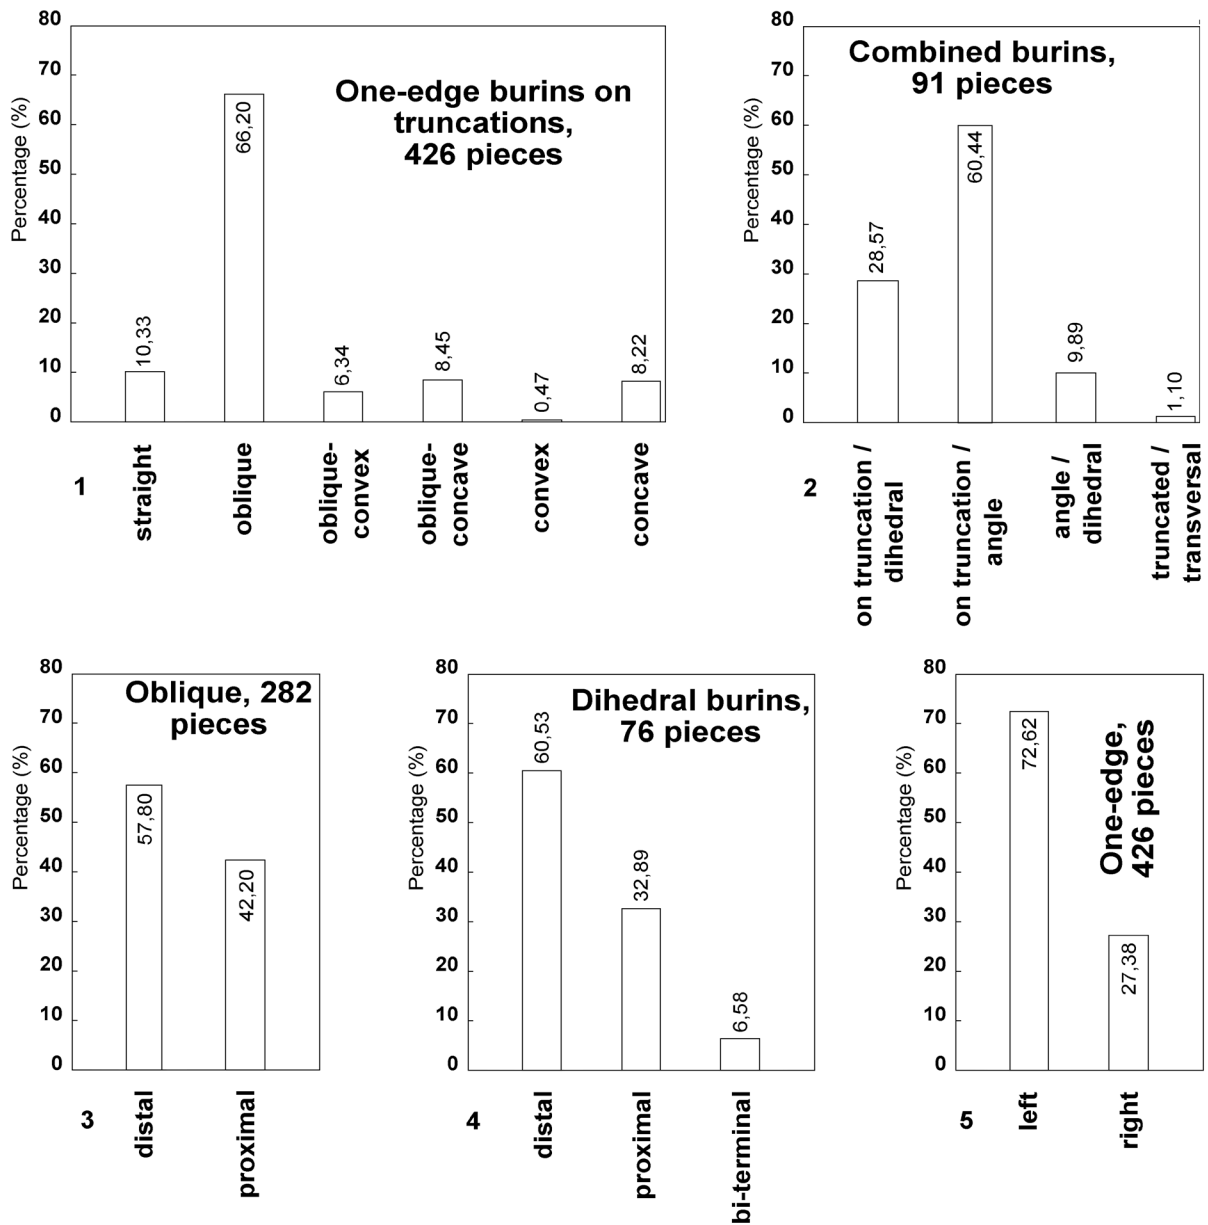 One-edge burins on
truncations,
426 pieces
Percentage (%)
80
70
60
50
40
30
20
10
0
10,33
66,20
6,34
8,45
0,47
8,22
straight
oblique
oblique-
convex
oblique-
concave
convex
concave
1
Combined burins,
91 pieces
Percentage (%)
80
70
60
50
40
30
20
10
0
28,57
60,44
9,89
1,10
on truncation /
dihedral
on truncation /
angle
angle /
dihedral
truncated /
transversal
2
Oblique, 282
pieces
Percentage (%)
80
70
60
50
40
30
20
10
0
57,80
42,20
distal
proximal
3
Dihedral burins,
76 pieces
Percentage (%)
80
70
60
50
40
30
20
10
0
60,53
32,89
6,58
distal
proximal
bi-terminal
4
One-edge,
426 pieces
Percentage (%)
80
70
60
50
40
30
20
10
0
72,62
27,38
left
right
5